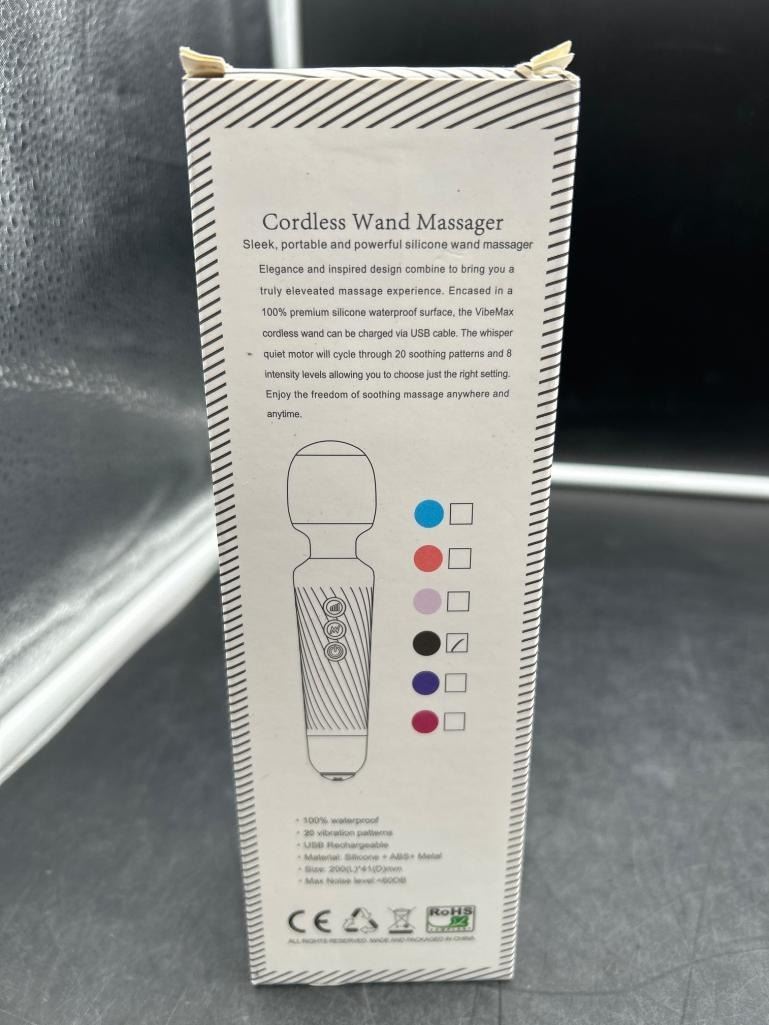 Cordless Wand Massager
Sleek, portable and powerful silicone wand massager
Elegance and inspired design combine to bring you a
truly eleveated massage experience. Encased in a
100% premium silicone waterproof surface, the VibeMax
cordless wand can be charged via USB cable. The whisper
quiet motor will cycle through 20 soothing patterns and 8
intensity levels allowing you to choose just the right setting.
Enjoy the freedom of soothing massage anywhere and
anytime.
• 100% waterproof
• 20 vibration patterns
• USB Rechargeable
• Material: Silicone + ABS+ Metal
• Size: 200(L)*41(D)mm
• Max Noise level:<60DB
CE
RoHS
ALL RIGHTS RESERVED. MADE AND PACKAGED IN CHINA.